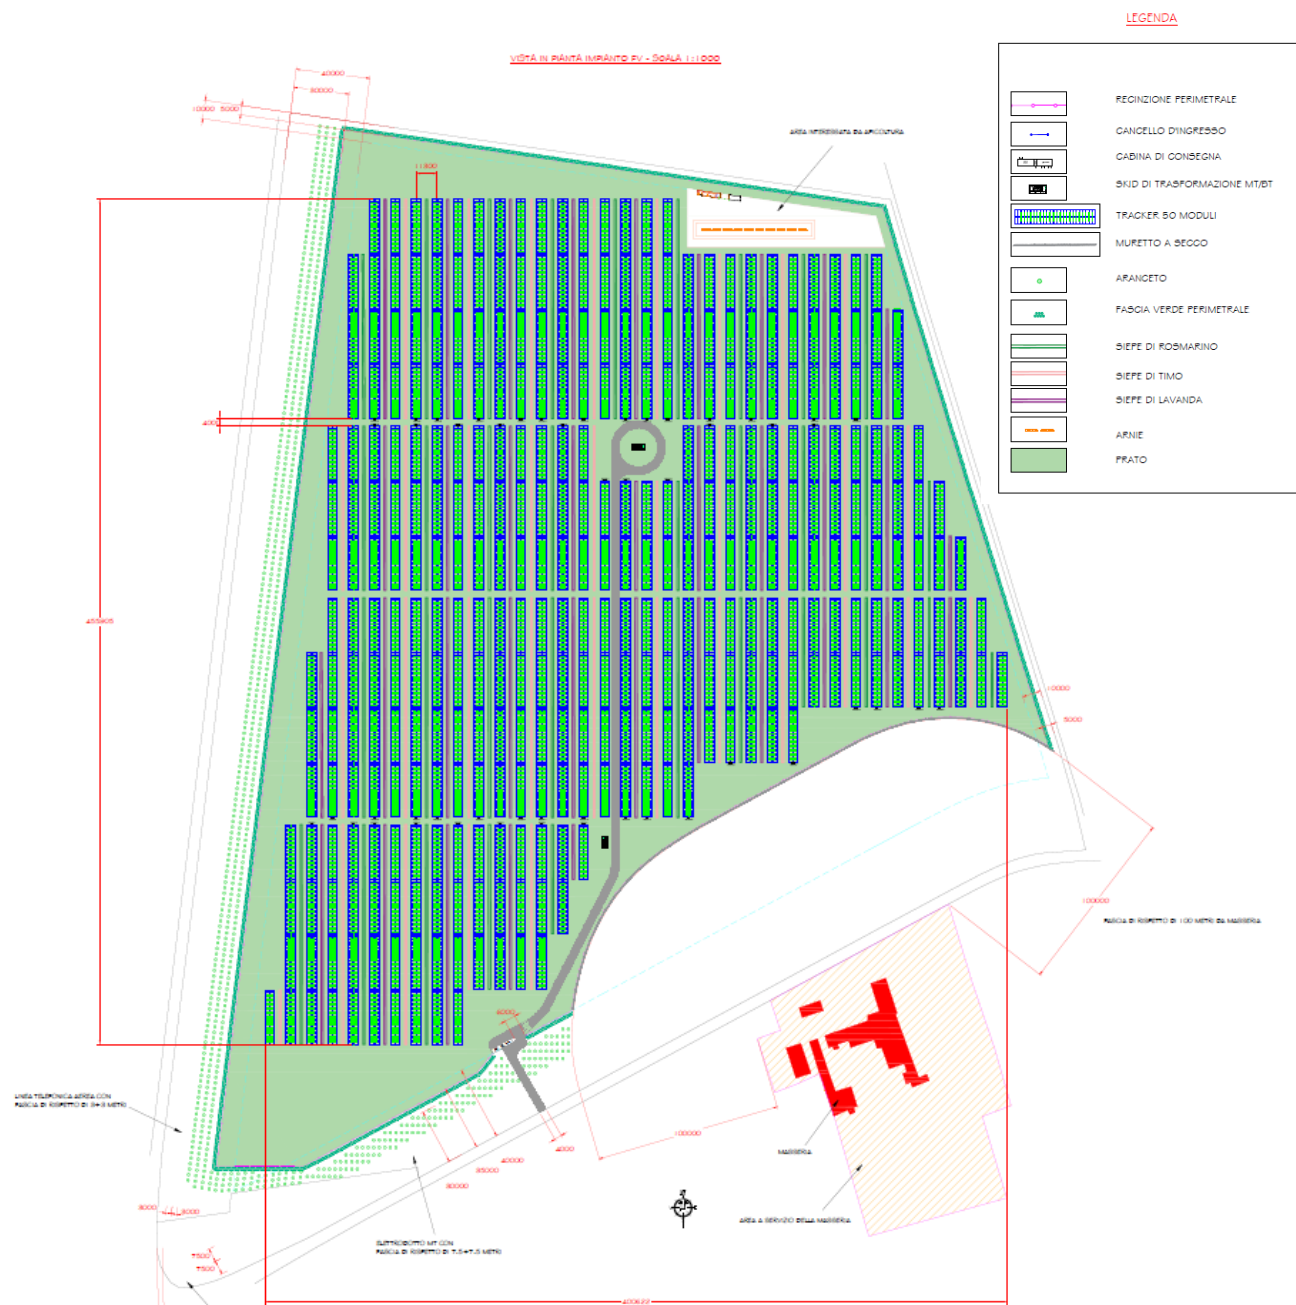 LEGENDA
VISTA IN PIANTA IMPIANTO PV - SCALA 1:1000
RECINZIONE PERIMETRALE
CANCELLO D'INGRESSO
CABINA DI CONSEGNA
SKID DI TRASFORMAZIONE MT/BT
TRACKER 50 MODULI
MURETTO A SECCO
ARANCETO
FASCIA VERDE PERIMETRALE
SIEPE DI ROSMARINO
SIEPE DI TIMO
SIEPE DI LAVANDA
ARNIE
PRATO
40000
30000
10000 5000
AREA INTERESSATA DA APICOLTURA
10000
5000
100000
FASCIA DI RISPETTO DI 100 METRI DA MASSERIA
LINEA TELEFONICA AEREA CON
FASCIA DI RISPETTO DI 3+3 METRI
4000
100000
40000
35000
30000
MASSERIA
AREA A SERVIZIO DELLA MASSERIA
3000
3000
ELETTRODOTTO MT CON
FASCIA DI RISPETTO DI 7.5+7.5 METRI
7500
7500
400622